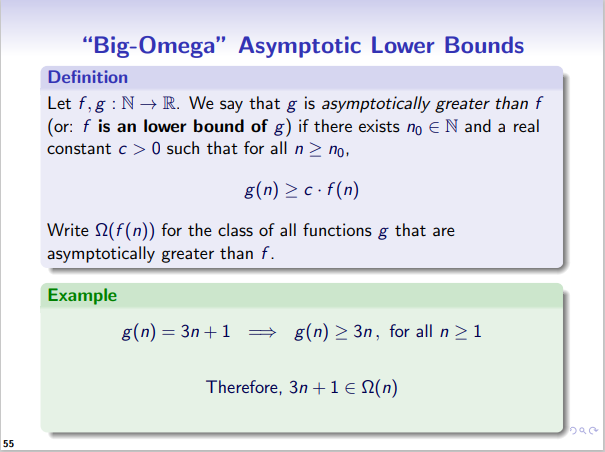 “Big-Omega” Asymptotic Lower Bounds
Definition
Let f, g : ℕ → ℝ. We say that g is asymptotically greater than f
(or: f is an lower bound of g) if there exists n₀ ∈ ℕ and a real
constant c > 0 such that for all n ≥ n₀,
g(n) ≥ c · f(n)
Write Ω(f(n)) for the class of all functions g that are
asymptotically greater than f.
Example
g(n) = 3n + 1 ⟹ g(n) ≥ 3n, for all n ≥ 1
Therefore, 3n + 1 ∈ Ω(n)
55